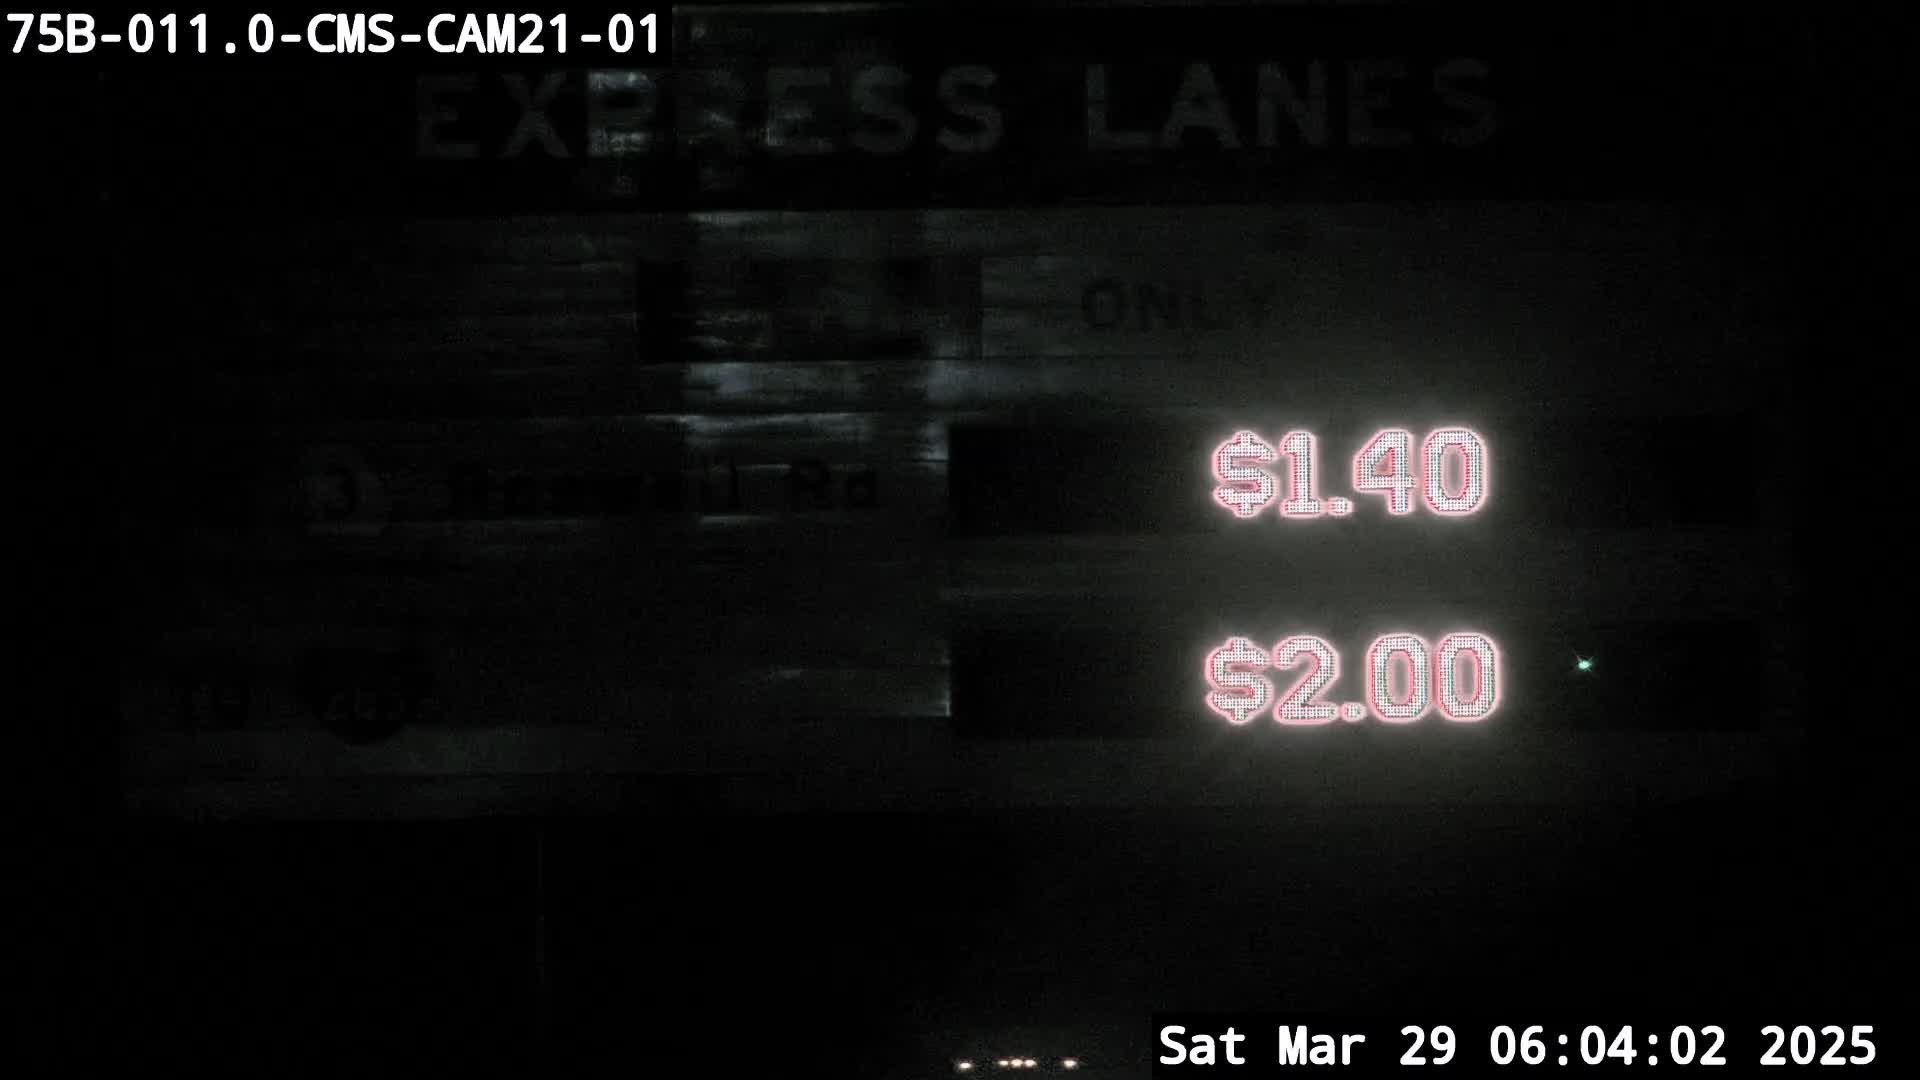 75B-011.0-CMS-CAM21-01
EXPRESS LANES
ONLY
Rd
$1.40
$2.00
Sat Mar 29 06:04:02 2025